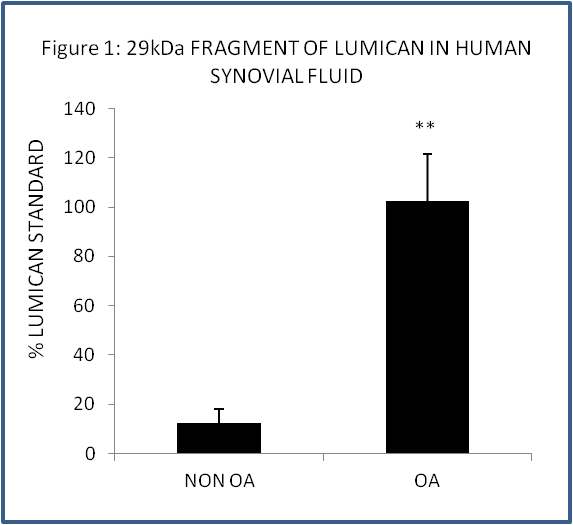 Figure 1: 29kDa FRAGMENT OF LUMICAN IN HUMAN
SYNOVIAL FLUID
% LUMICAN STANDARD
140
120
100
80
60
40
20
0
**
NON OA
OA